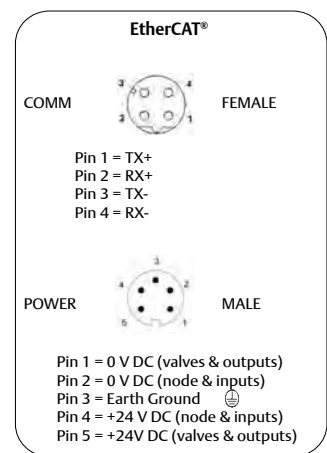 EtherCAT®
3 4
COMM FEMALE
2 1
Pin 1 = TX+
Pin 2 = RX+
Pin 3 = TX-
Pin 4 = RX-
3
4 2
POWER MALE
5 1
Pin 1 = 0 V DC (valves & outputs)
Pin 2 = 0 V DC (node & inputs)
Pin 3 = Earth Ground
Pin 4 = +24 V DC (node & inputs)
Pin 5 = +24V DC (valves & outputs)